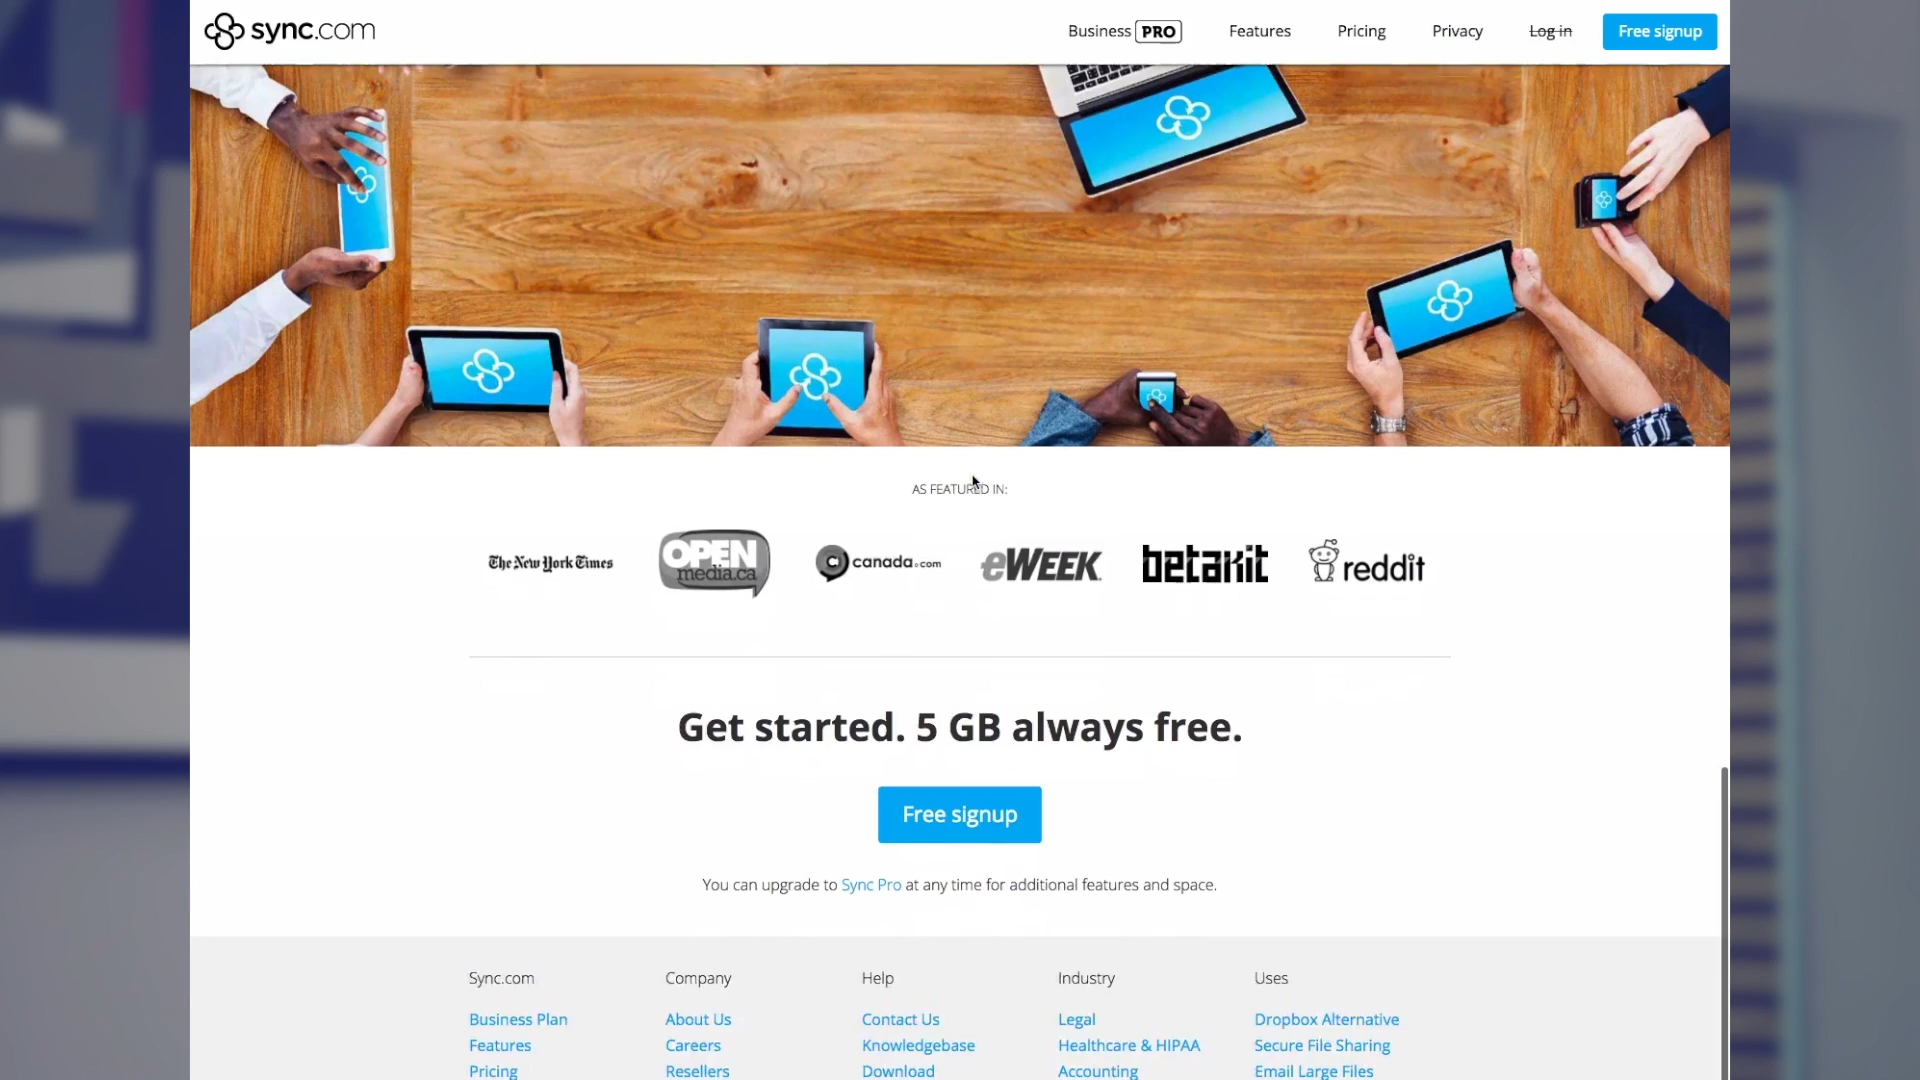 sync.com
Business PRO
Features
Pricing
Privacy
Log in
Free signup
AS FEATURED IN:
The New York Times
OPEN
media.ca
canada.com
eWEEK
betakit
reddit
Get started. 5 GB always free.
Free signup
You can upgrade to Sync Pro at any time for additional features and space.
Sync.com
Business Plan
Features
Pricing
Company
About Us
Careers
Resellers
Help
Contact Us
Knowledgebase
Download
Industry
Legal
Healthcare & HIPAA
Accounting
Uses
Dropbox Alternative
Secure File Sharing
Email Large Files